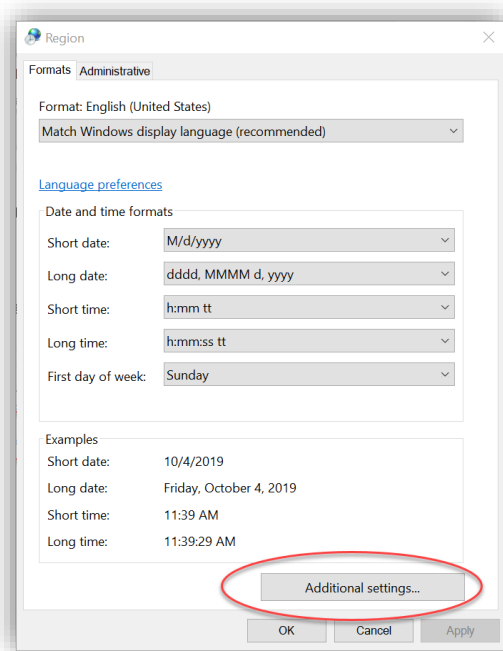 Region
Formats Administrative
Format: English (United States)
Match Windows display language (recommended)
Language preferences
Date and time formats
Short date: M/d/yyyy
Long date: dddd, MMMM d, yyyy
Short time: h:mm tt
Long time: h:mm:ss tt
First day of week: Sunday
Examples
Short date: 10/4/2019
Long date: Friday, October 4, 2019
Short time: 11:39 AM
Long time: 11:39:29 AM
Additional settings...
OK Cancel Apply